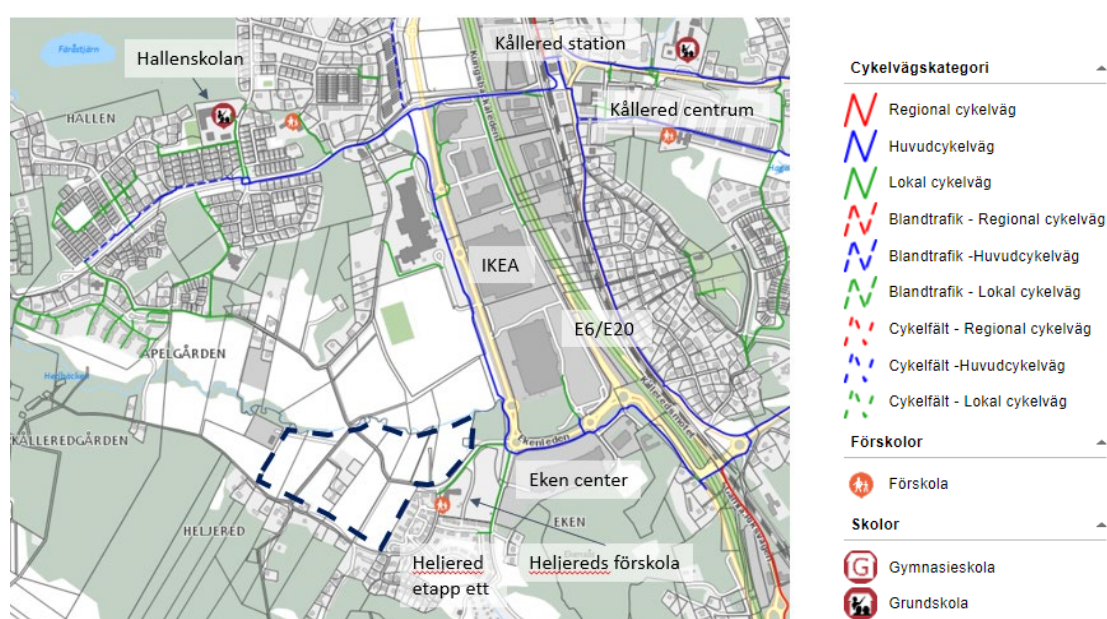 Hallenskolan
Kållered station
Kållered centrum
HALLEN
IKEA
E6/E20
APELGÅRDEN
KÅLLEREDGÅRDEN
HELJERED
Ekenleden
Eken center
EKEN
Heljered
etapp ett
Heljereds förskola
Cykelvägskategori
Regional cykelväg
Huvudcykelväg
Lokal cykelväg
Blandtrafik - Regional cykelväg
Blandtrafik -Huvudcykelväg
Blandtrafik - Lokal cykelväg
Cykelfält - Regional cykelväg
Cykelfält -Huvudcykelväg
Cykelfält - Lokal cykelväg
Förskolor
Förskola
Skolor
G Gymnasieskola
Grundskola